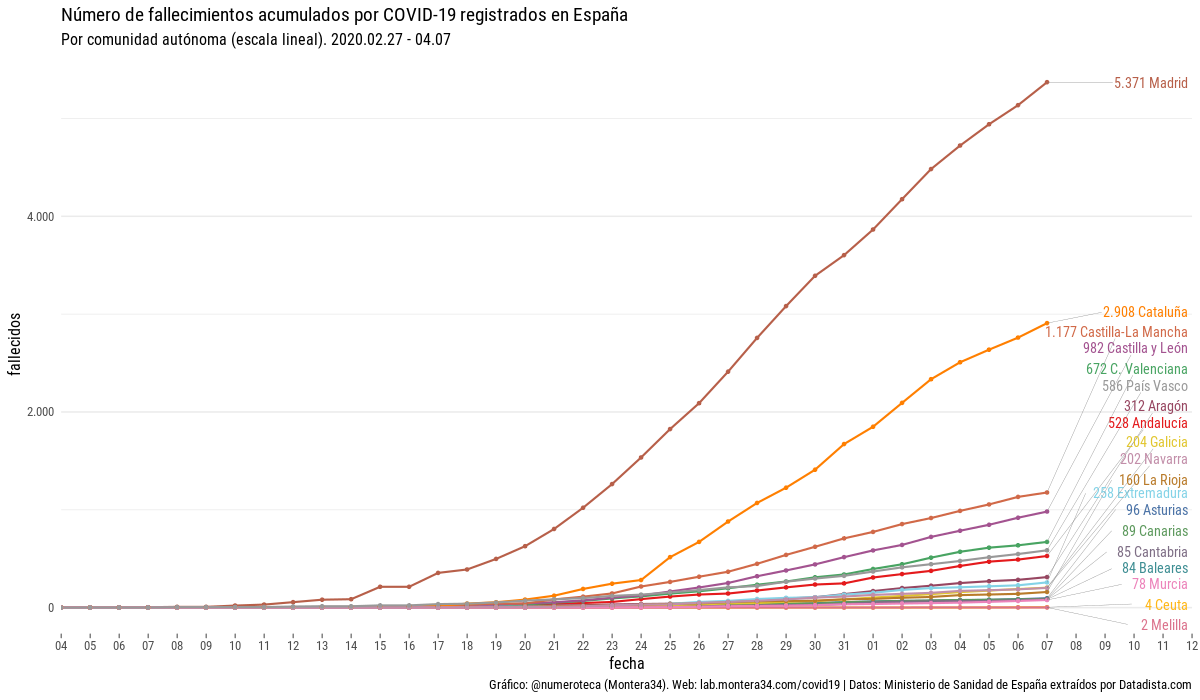 Número de fallecimientos acumulados por COVID-19 registrados en España
Por comunidad autónoma (escala lineal). 2020.02.27 - 04.07
5.371 Madrid
4.000
fallecidos
2.908 Cataluña
1.177 Castilla-La Mancha
982 Castilla y León
672 C. Valenciana
586 País Vasco
312 Aragón
2.000
528 Andalucía
204 Galicia
202 Navarra
160 La Rioja
258 Extremadura
96 Asturias
89 Canarias
85 Cantabria
84 Baleares
78 Murcia
0
4 Ceuta
2 Melilla
04 05 06 07 08 09 10 11 12 13 14 15 16 17 18 19 20 21 22 23 24 25 26 27 28 29 30 31 01 02 03 04 05 06 07 08 09 10 11 12
fecha
Gráfico: @numeroteca (Montera34). Web: lab.montera34.com/covid19 | Datos: Ministerio de Sanidad de España extraídos por Datadista.com